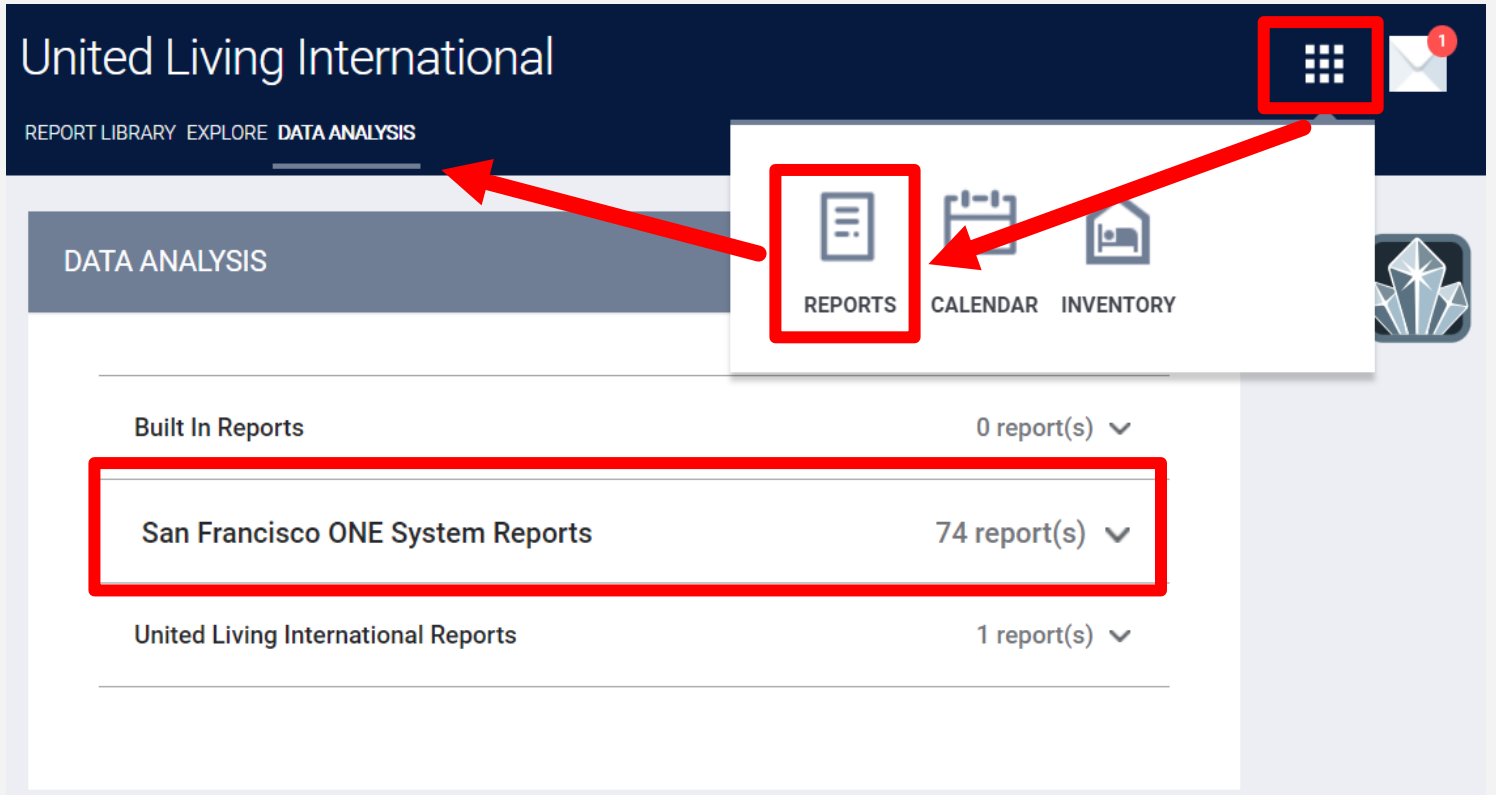 United Living International
1
REPORT LIBRARY EXPLORE DATA ANALYSIS
DATA ANALYSIS
REPORTS CALENDAR INVENTORY
Built In Reports 0 report(s)
San Francisco ONE System Reports 74 report(s)
United Living International Reports 1 report(s)